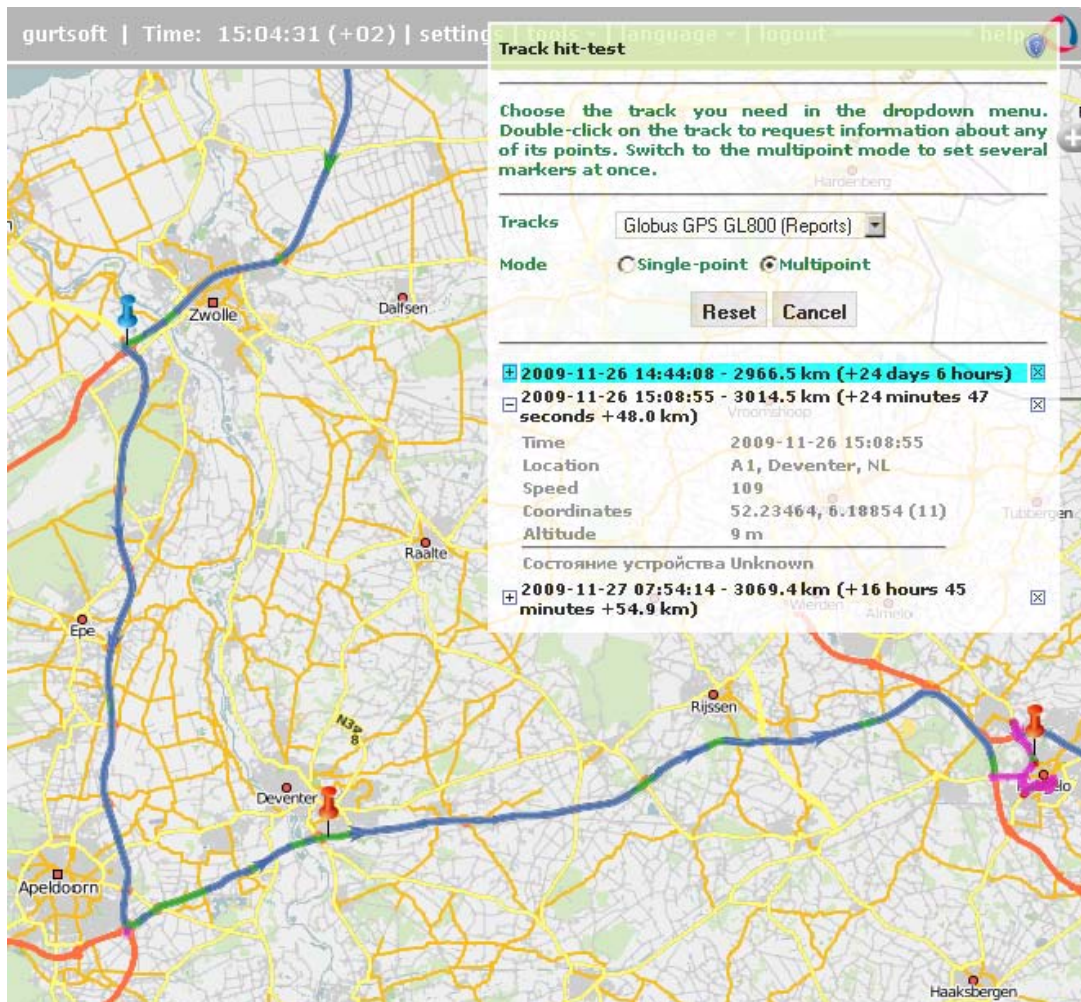 gurtsoft | Time: 15:04:31 (+02) | settings | tools | language | logout help
Track hit-test
Choose the track you need in the dropdown menu.
Double-click on the track to request information about any
of its points. Switch to the multipoint mode to set several
markers at once.
Hardenberg
Tracks Globus GPS GL800 (Reports)
Mode Single-point Multipoint
Reset Cancel
2009-11-26 14:44:08 - 2966.5 km (+24 days 6 hours)
2009-11-26 15:08:55 - 3014.5 km (+24 minutes 47
seconds +48.0 km)
Vroomshoop
Time 2009-11-26 15:08:55
Location A1, Deventer, NL
Speed 109
Coordinates 52.23464, 6.18854 (11)
Altitude 9 m
Tubbergen
Состояние устройства Unknown
2009-11-27 07:54:14 - 3069.4 km (+16 hours 45
minutes +54.9 km)
Wierden
Almelo
Zwolle
Dalfsen
Raalte
Epe
Rijssen
N348
Deventer
Apeldoorn
Haaksbergen